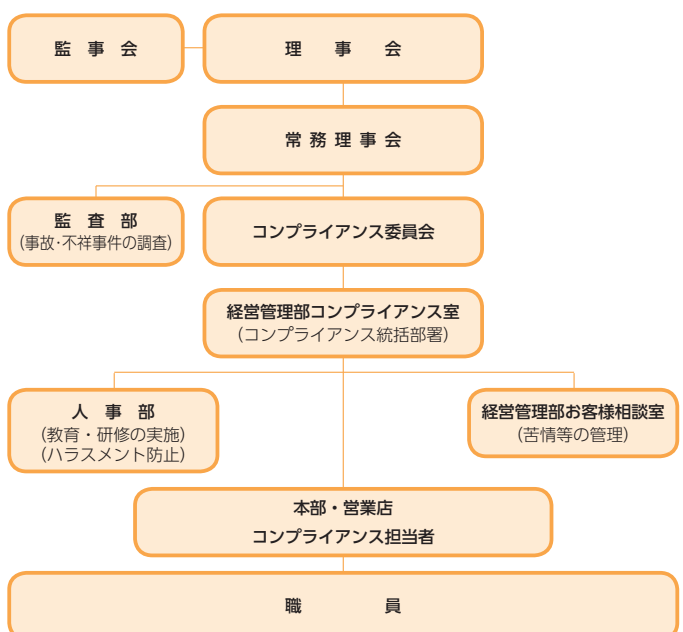 監事会
理事会
常務理事会
監査部
(事故・不祥事件の調査)
コンプライアンス委員会
経営管理部コンプライアンス室
(コンプライアンス統括部署)
人事部
(教育・研修の実施)
(ハラスメント防止)
経営管理部お客様相談室
(苦情等の管理)
本部・営業店
コンプライアンス担当者
職員